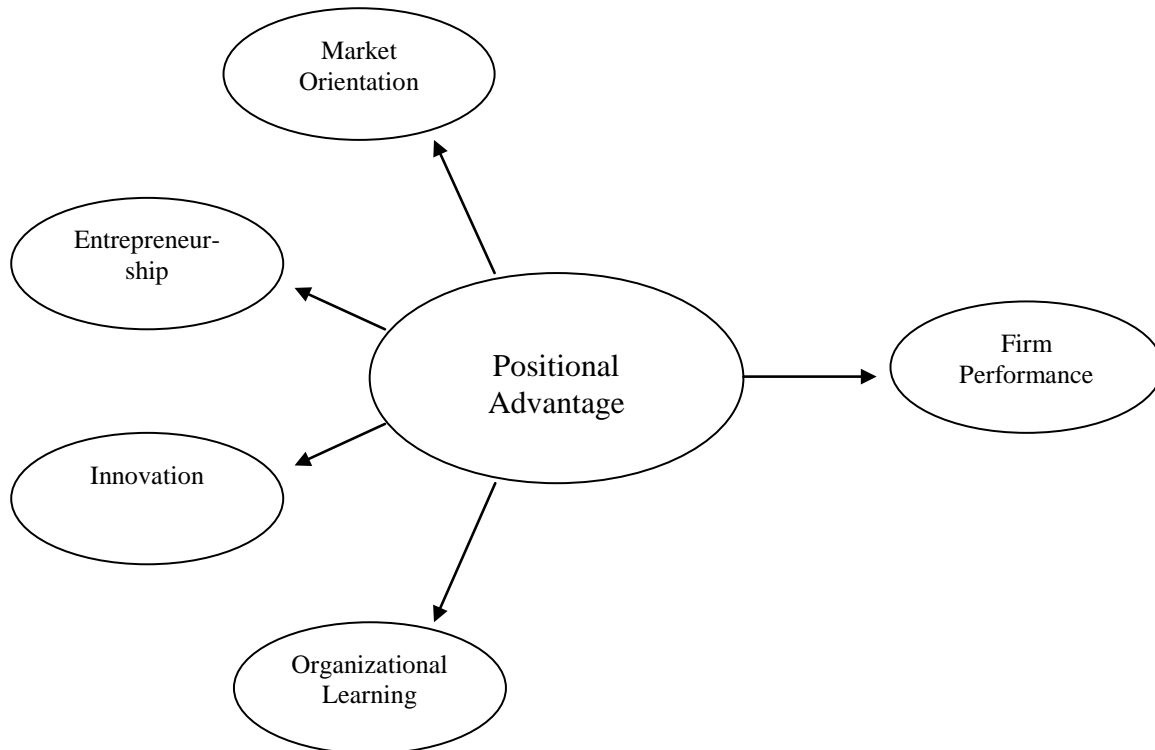 Market
Orientation
Entrepreneur-
ship
Firm
Performance
Positional
Advantage
Innovation
Organizational
Learning